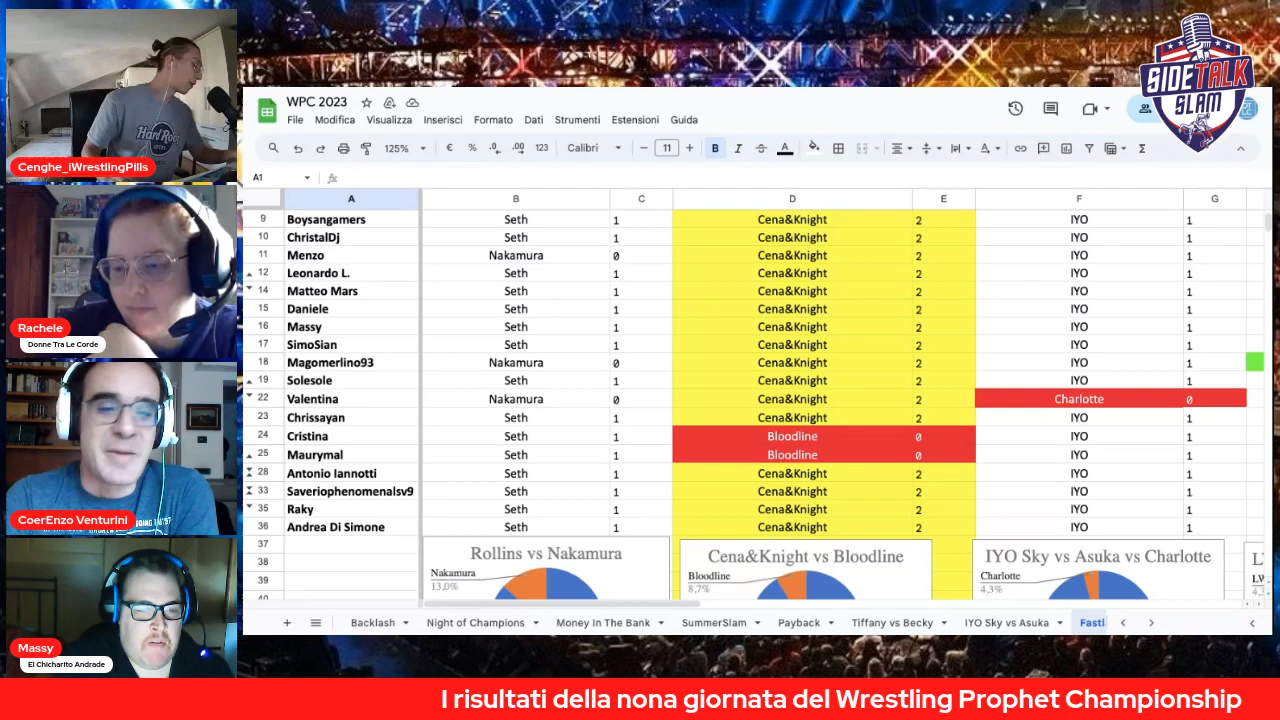 SIDETALK
SLAM
WPC 2023
File Modifica Visualizza Inserisci Formato Dati Strumenti Estensioni Guida
125% € % .0 .00 123 Calibri 11 B I A Σ
A1 fx
A B C D E F G
9 Boysangamers Seth 1 Cena&Knight 2 IYO 1
10 ChristalDj Seth 1 Cena&Knight 2 IYO 1
11 Menzo Nakamura 0 Cena&Knight 2 IYO 1
12 Leonardo L. Seth 1 Cena&Knight 2 IYO 1
14 Matteo Mars Seth 1 Cena&Knight 2 IYO 1
15 Daniele Seth 1 Cena&Knight 2 IYO 1
16 Massy Seth 1 Cena&Knight 2 IYO 1
17 SimoSian Seth 1 Cena&Knight 2 IYO 1
18 Magomerlino93 Nakamura 0 Cena&Knight 2 IYO 1
19 Solesole Seth 1 Cena&Knight 2 IYO 1
22 Valentina Nakamura 0 Cena&Knight 2 Charlotte 0
23 Chrissayan Seth 1 Cena&Knight 2 IYO 1
24 Cristina Seth 1 Bloodline 0 IYO 1
25 Maurymal Seth 1 Bloodline 0 IYO 1
28 Antonio Iannotti Seth 1 Cena&Knight 2 IYO 1
33 Saveriophenomenalsv9 Seth 1 Cena&Knight 2 IYO 1
35 Raky Seth 1 Cena&Knight 2 IYO 1
36 Andrea Di Simone Seth 1 Cena&Knight 2 IYO 1
37
38
39
Rollins vs Nakamura
Nakamura
13,0%
Cena&Knight vs Bloodline
Bloodline
8,7%
IYO Sky vs Asuka vs Charlotte
Charlotte
4,3%
Backlash Night of Champions Money In The Bank SummerSlam Payback Tiffany vs Becky IYO Sky vs Asuka Fastl
Hard Rock
Cenghe_iWrestlingPills
Rachele
Donne Tra Le Corde
CoerEnzo Venturini
Massy
El Chicharito Andrade
I risultati della nona giornata del Wrestling Prophet Championship